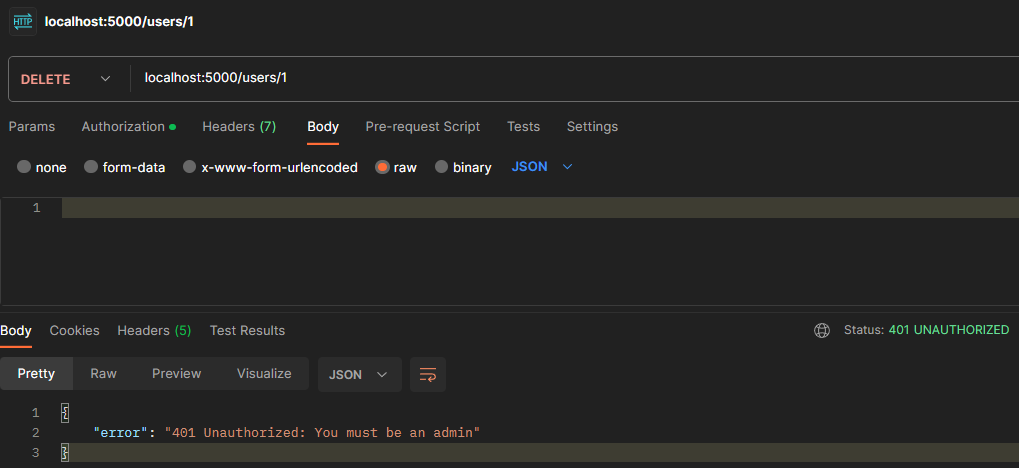 HTTP localhost:5000/users/1
DELETE localhost:5000/users/1
Params Authorization Headers (7) Body Pre-request Script Tests Settings
none form-data x-www-form-urlencoded raw binary JSON
1
Body Cookies Headers (5) Test Results Status: 401 UNAUTHORIZED
Pretty Raw Preview Visualize JSON
1 {
2 "error": "401 Unauthorized: You must be an admin"
3 }